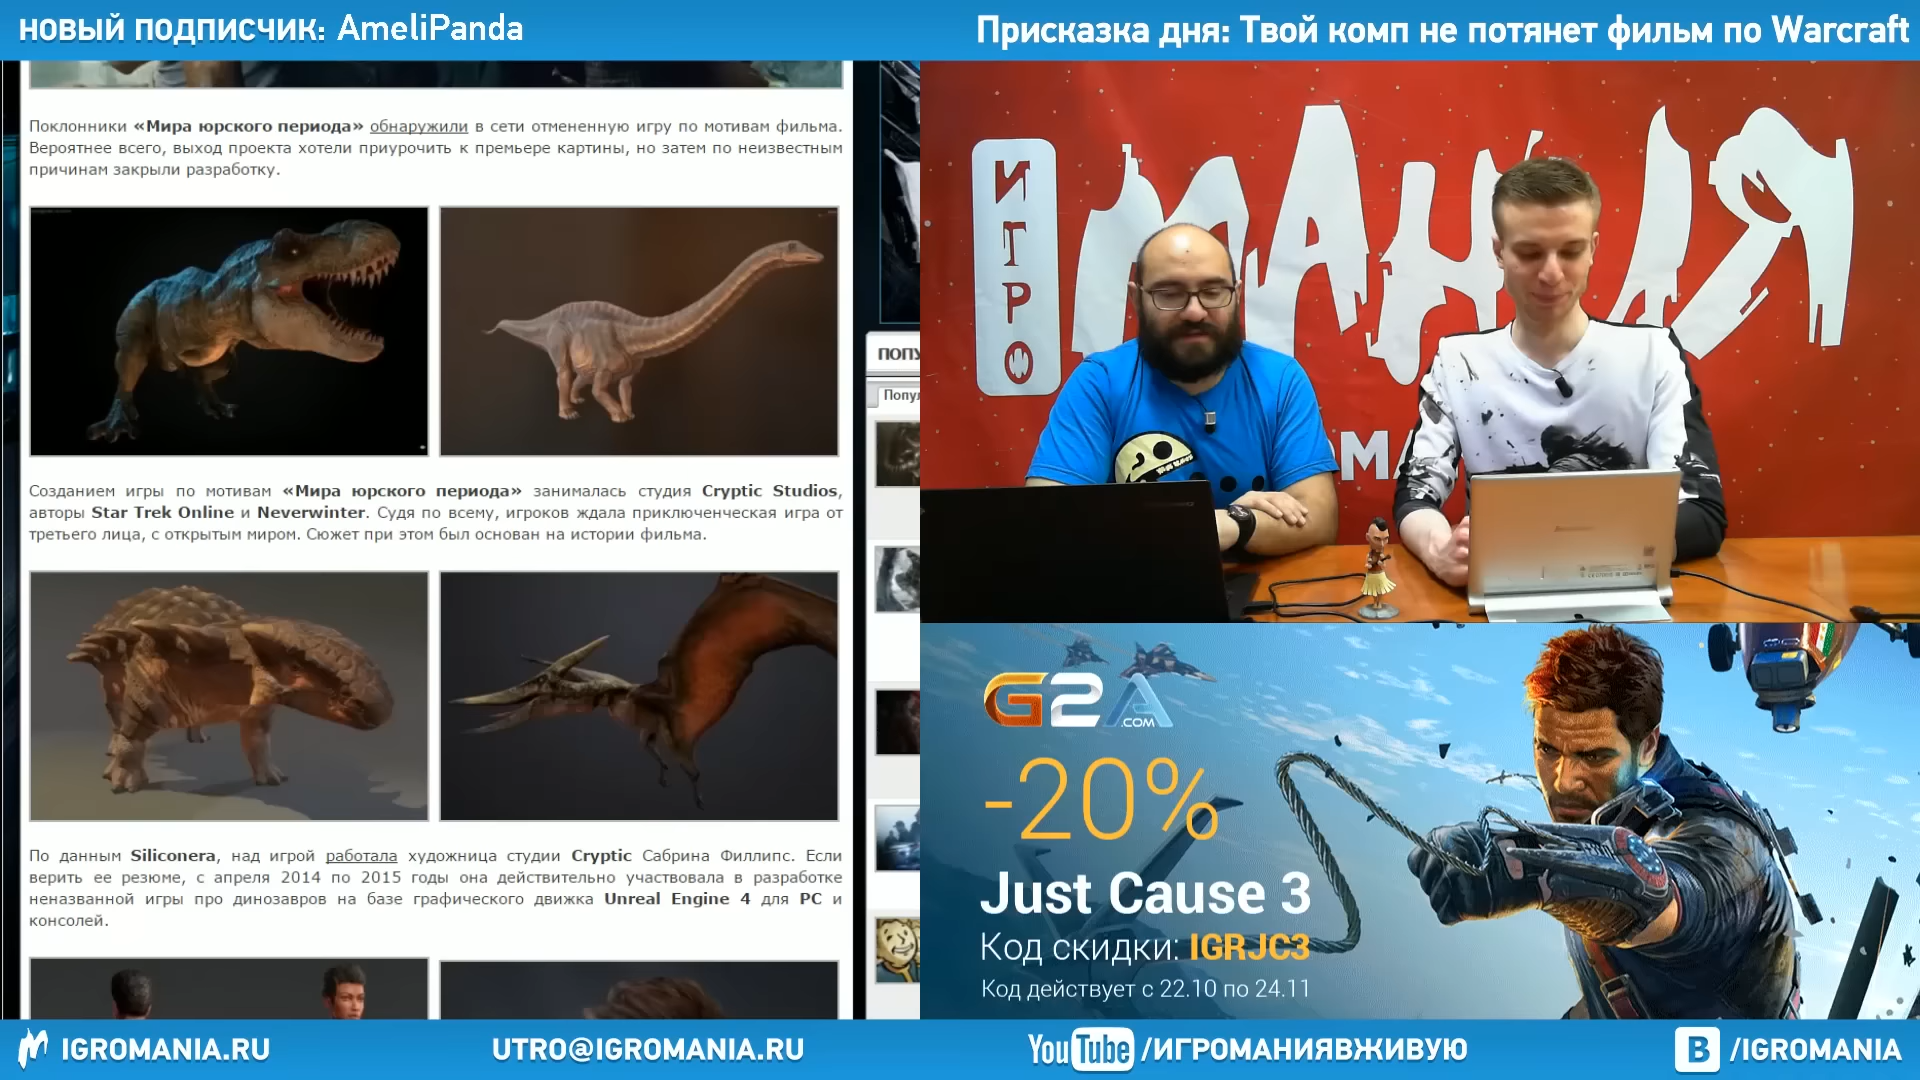 новый подписчик: AmeliPanda
Присказка дня: Твой комп не потянет фильм по Warcraft
Поклонники «Мира юрского периода» обнаружили в сети отмененную игру по мотивам фильма.
Вероятнее всего, выход проекта хотели приурочить к премьере картины, но затем по неизвестным
причинам закрыли разработку.
Созданием игры по мотивам «Мира юрского периода» занималась студия Cryptic Studios,
авторы Star Trek Online и Neverwinter. Судя по всему, игроков ждала приключенческая игра от
третьего лица, с открытым миром. Сюжет при этом был основан на истории фильма.
По данным Siliconera, над игрой работала художница студии Cryptic Сабрина Филлипс. Если
верить ее резюме, с апреля 2014 по 2015 годы она действительно участвовала в разработке
неназванной игры про динозавров на базе графического движка Unreal Engine 4 для PC и
консолей.
ИГРО
МАНИЯ
G2A
.COM
-20%
Just Cause 3
Код скидки: IGRJC3
Код действует с 22.10 по 24.11
IGROMANIA.RU
UTRO@IGROMANIA.RU
YouTube /ИГРОМАНИЯВЖИВУЮ
B /IGROMANIA